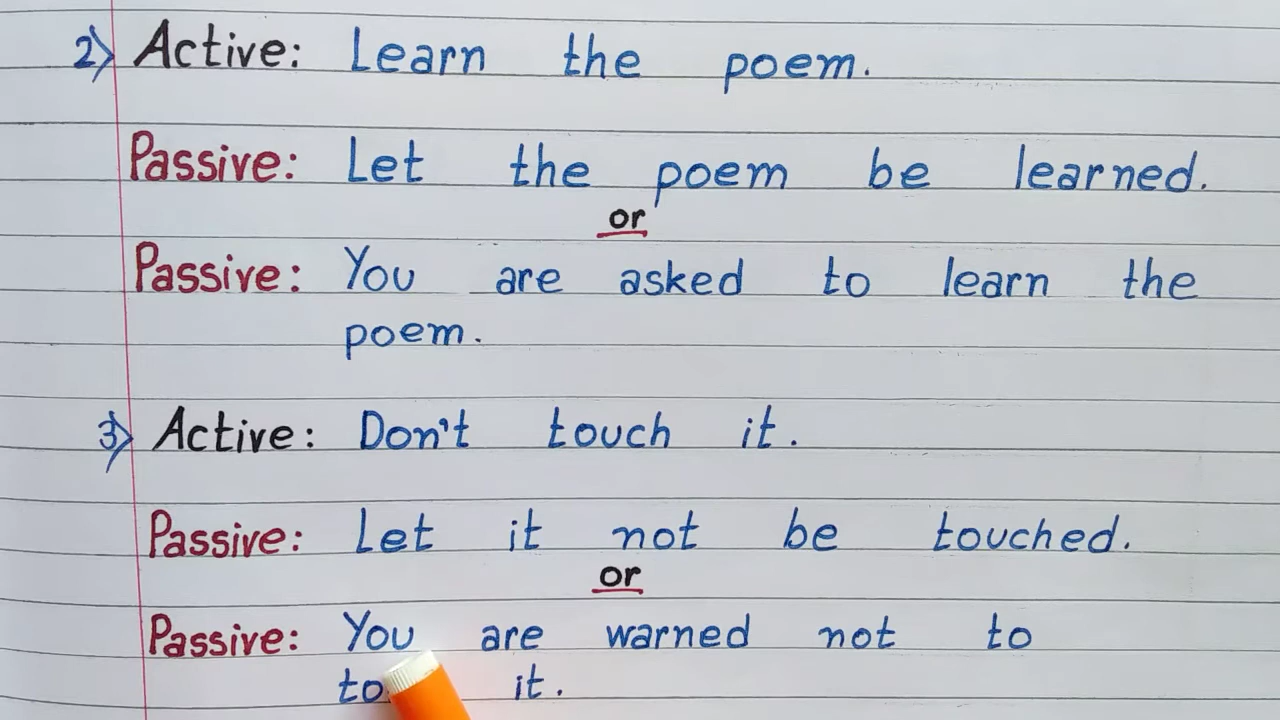 2) Active: Learn the poem.
Passive: Let the poem be learned.
or
Passive: You are asked to learn the
poem.
3) Active: Don't touch it.
Passive: Let it not be touched.
or
Passive: You are warned not to
it.